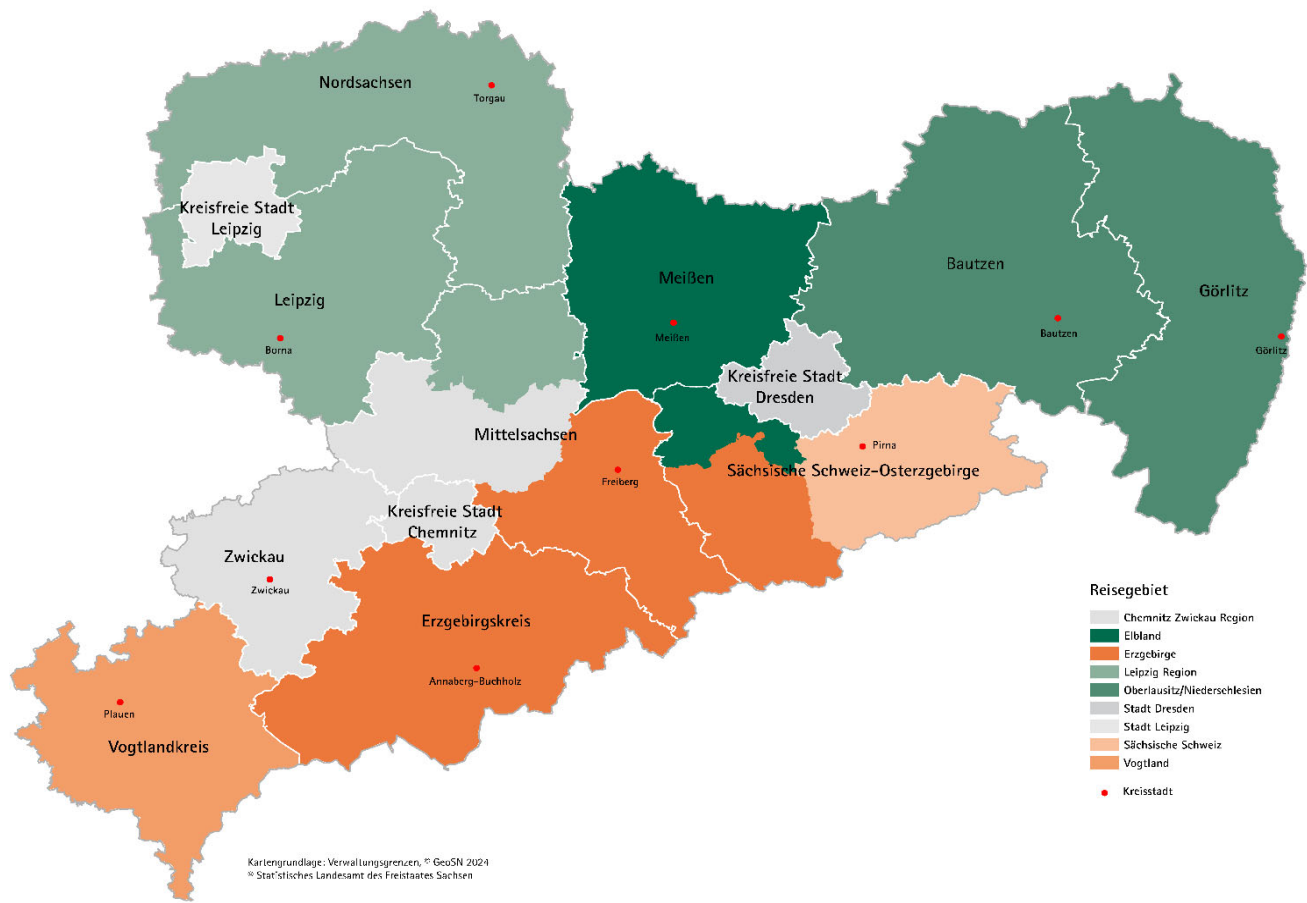 Nordsachsen
Torgau
Kreisfreie Stadt
Leipzig
Leipzig
Borna
Meißen
Meißen
Bautzen
Bautzen
Görlitz
Görlitz
Kreisfreie Stadt
Dresden
Mittelsachsen
Freiberg
Pirna
Sächsische Schweiz-Osterzgebirge
Kreisfreie Stadt
Chemnitz
Zwickau
Zwickau
Erzgebirgskreis
Annaberg-Buchholz
Plauen
Vogtlandkreis
Reisegebiet
Chemnitz Zwickau Region
Elbland
Erzgebirge
Leipzig Region
Oberlausitz/Niederschlesien
Stadt Dresden
Stadt Leipzig
Sächsische Schweiz
Vogtland
Kreisstadt
Kartengrundlage: Verwaltungsgrenzen, © GeoSN 2024
© Statistisches Landesamt des Freistaates Sachsen